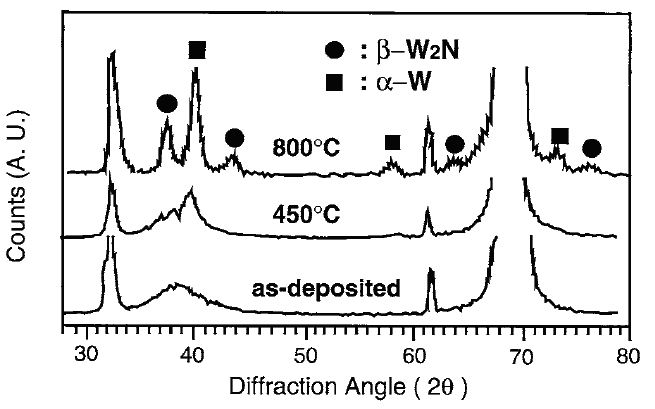 ● : β–W2N
■ : α–W
800°C
450°C
as-deposited
Counts (A. U.)
30 40 50 60 70 80
Diffraction Angle ( 2θ )